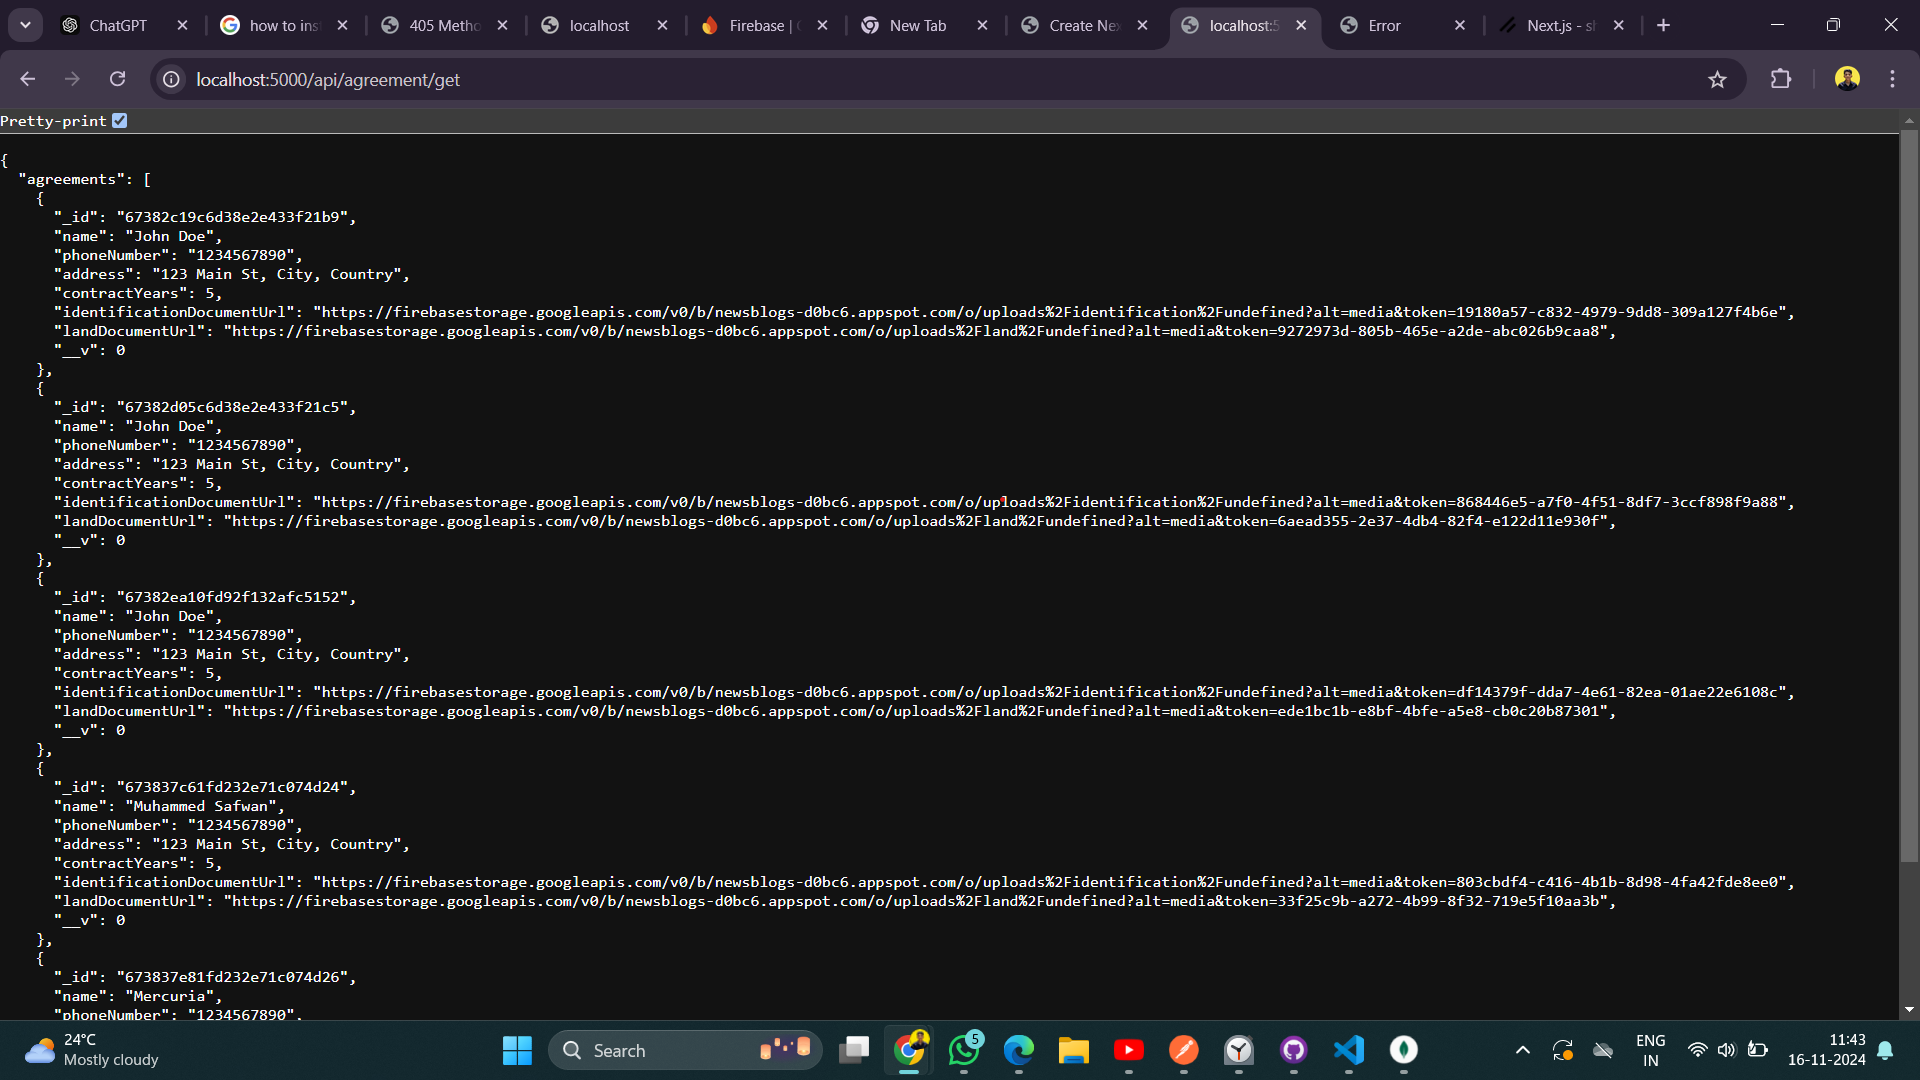 ChatGPT
how to ins
405 Metho
localhost
Firebase | C
New Tab
Create Nex
localhost:5
Error
Next.js - sh
localhost:5000/api/agreement/get
Pretty-print
{
  "agreements": [
    {
      "_id": "67382c19c6d38e2e433f21b9",
      "name": "John Doe",
      "phoneNumber": "1234567890",
      "address": "123 Main St, City, Country",
      "contractYears": 5,
      "identificationDocumentUrl": "https://firebasestorage.googleapis.com/v0/b/newsblogs-d0bc6.appspot.com/o/uploads%2Fidentification%2Fundefined?alt=media&token=19180a57-c832-4979-9dd8-309a127f4b6e",
      "landDocumentUrl": "https://firebasestorage.googleapis.com/v0/b/newsblogs-d0bc6.appspot.com/o/uploads%2Fland%2Fundefined?alt=media&token=9272973d-805b-465e-a2de-abc026b9caa8",
      "__v": 0
    },
    {
      "_id": "67382d05c6d38e2e433f21c5",
      "name": "John Doe",
      "phoneNumber": "1234567890",
      "address": "123 Main St, City, Country",
      "contractYears": 5,
      "identificationDocumentUrl": "https://firebasestorage.googleapis.com/v0/b/newsblogs-d0bc6.appspot.com/o/uploads%2Fidentification%2Fundefined?alt=media&token=868446e5-a7f0-4f51-8df7-3ccf898f9a88",
      "landDocumentUrl": "https://firebasestorage.googleapis.com/v0/b/newsblogs-d0bc6.appspot.com/o/uploads%2Fland%2Fundefined?alt=media&token=6aead355-2e37-4db4-82f4-e122d11e930f",
      "__v": 0
    },
    {
      "_id": "67382ea10fd92f132afc5152",
      "name": "John Doe",
      "phoneNumber": "1234567890",
      "address": "123 Main St, City, Country",
      "contractYears": 5,
      "identificationDocumentUrl": "https://firebasestorage.googleapis.com/v0/b/newsblogs-d0bc6.appspot.com/o/uploads%2Fidentification%2Fundefined?alt=media&token=df14379f-dda7-4e61-82ea-01ae22e6108c",
      "landDocumentUrl": "https://firebasestorage.googleapis.com/v0/b/newsblogs-d0bc6.appspot.com/o/uploads%2Fland%2Fundefined?alt=media&token=ede1bc1b-e8bf-4bfe-a5e8-cb0c20b87301",
      "__v": 0
    },
    {
      "_id": "673837c61fd232e71c074d24",
      "name": "Muhammed Safwan",
      "phoneNumber": "1234567890",
      "address": "123 Main St, City, Country",
      "contractYears": 5,
      "identificationDocumentUrl": "https://firebasestorage.googleapis.com/v0/b/newsblogs-d0bc6.appspot.com/o/uploads%2Fidentification%2Fundefined?alt=media&token=803cbdf4-c416-4b1b-8d98-4fa42fde8ee0",
      "landDocumentUrl": "https://firebasestorage.googleapis.com/v0/b/newsblogs-d0bc6.appspot.com/o/uploads%2Fland%2Fundefined?alt=media&token=33f25c9b-a272-4b99-8f32-719e5f10aa3b",
      "__v": 0
    },
    {
      "_id": "673837e81fd232e71c074d26",
      "name": "Mercuria",
      "phoneNumber": "1234567890",
24°C
Mostly cloudy
Search
5
ENG
IN
11:43
16-11-2024